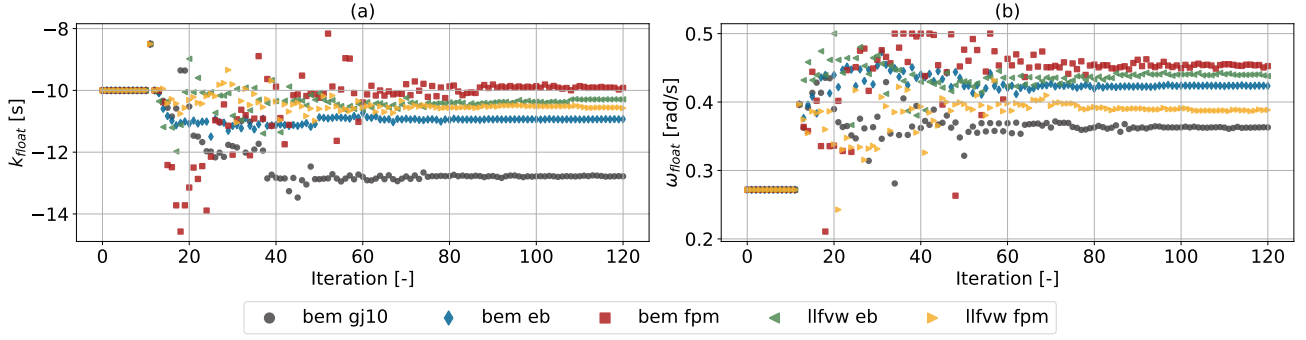 (a)
−8
−10
−12
−14
k_float [s]
0 20 40 60 80 100 120
Iteration [-]
(b)
0.5
0.4
0.3
0.2
ω_float [rad/s]
0 20 40 60 80 100 120
Iteration [-]
bem gj10 bem eb bem fpm llfvw eb llfvw fpm